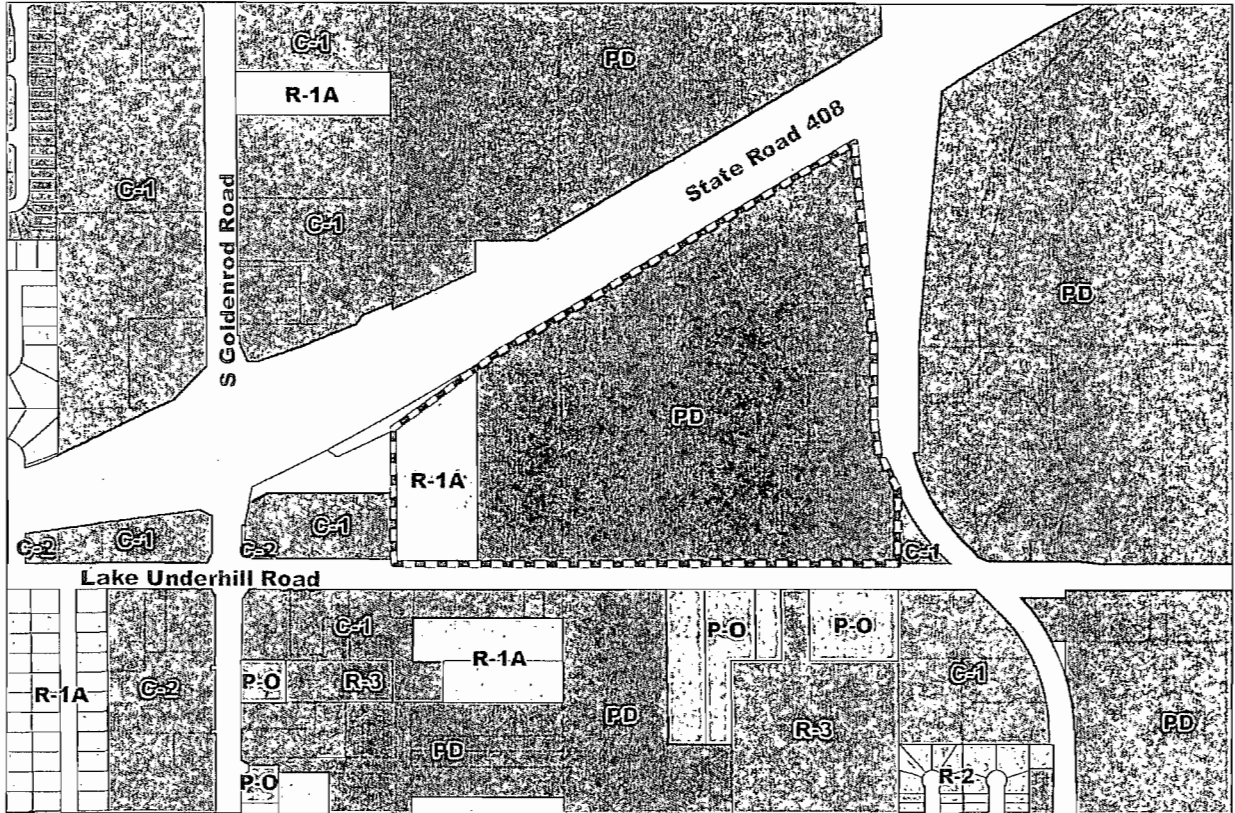 C-1
PD
R-1A
State Road 408
C-1
S Goldenrod Road
C-1
PD
PD
R-1A
C-1
C-2
C-1
C-2
C-1
Lake Underhill Road
C-1
P-O
P-O
R-1A
R-1A
C-2
P-O
R-3
C-1
PD
R-3
PD
PD
P-O
R-2